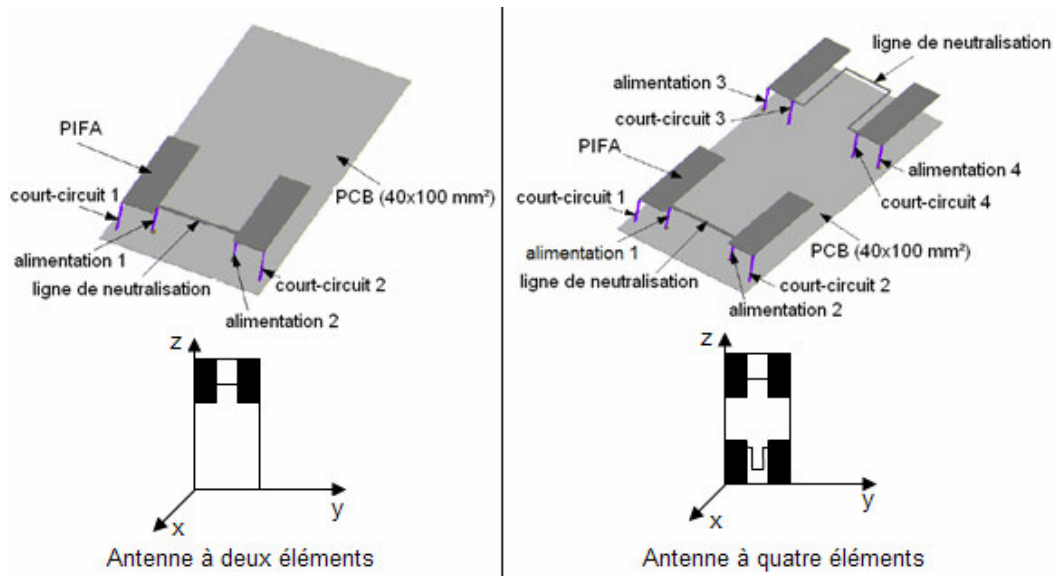 PIFA
court-circuit 1
alimentation 1
ligne de neutralisation
alimentation 2
court-circuit 2
PCB (40x100 mm²)
z
y
x
Antenne à deux éléments
ligne de neutralisation
alimentation 3
court-circuit 3
PIFA
court-circuit 1
alimentation 1
ligne de neutralisation
alimentation 4
court-circuit 4
PCB (40x100 mm²)
court-circuit 2
alimentation 2
z
y
x
Antenne à quatre éléments